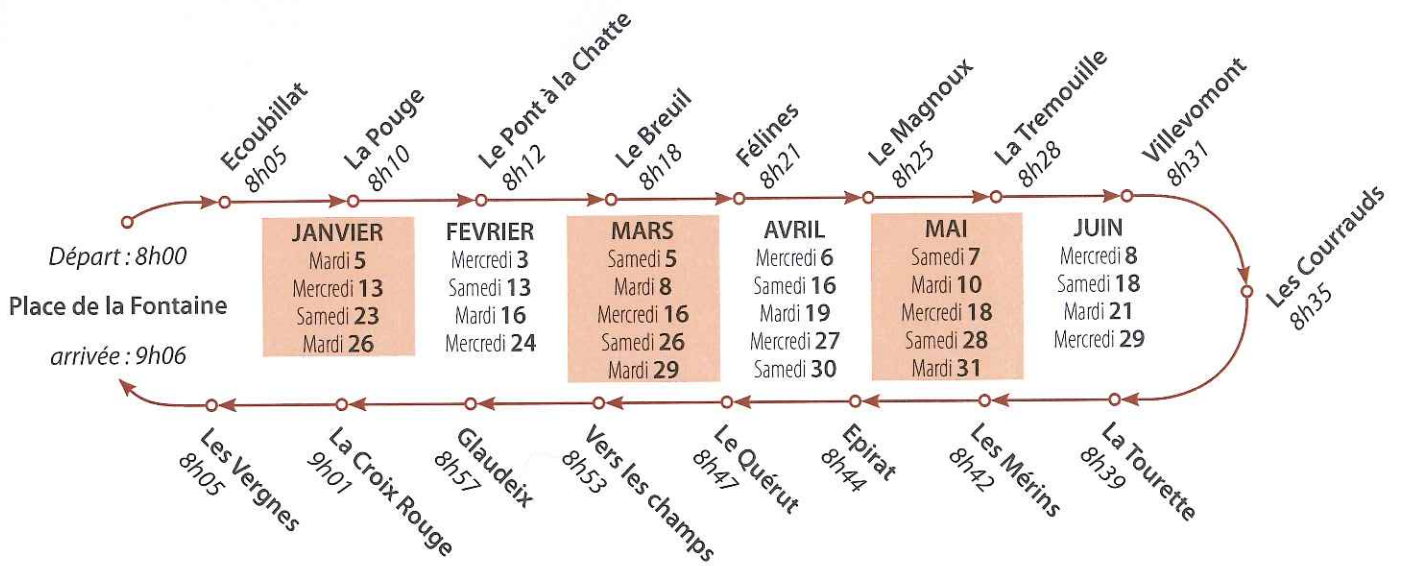 Ecoubillat
8h05
La Pouge
8h10
Le Pont à la Chatte
8h12
Le Breuil
8h18
Félines
8h21
Le Magnoux
8h25
La Tremouille
8h28
Villevomont
8h31
Les Courrauds
8h35
Départ : 8h00
Place de la Fontaine
arrivée : 9h06
JANVIER
Mardi 5
Mercredi 13
Samedi 23
Mardi 26
FEVRIER
Mercredi 3
Samedi 13
Mardi 16
Mercredi 24
MARS
Samedi 5
Mardi 8
Mercredi 16
Samedi 26
Mardi 29
AVRIL
Mercredi 6
Samedi 16
Mardi 19
Mercredi 27
Samedi 30
MAI
Samedi 7
Mardi 10
Mercredi 18
Samedi 28
Mardi 31
JUIN
Mercredi 8
Samedi 18
Mardi 21
Mercredi 29
Les Vergnes
8h05
La Croix Rouge
9h01
Glaudeix
8h57
Vers les champs
8h53
Le Quérut
8h47
Epirat
8h44
Les Mérins
8h42
La Tourette
8h39